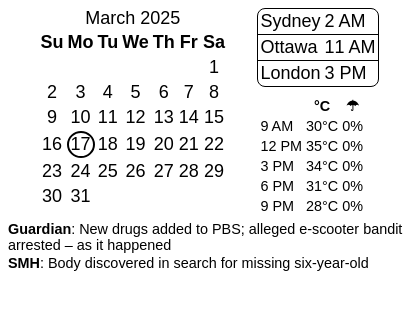 March 2025
Su Mo Tu We Th Fr Sa
1
2 3 4 5 6 7 8
9 10 11 12 13 14 15
16 17 18 19 20 21 22
23 24 25 26 27 28 29
30 31
Sydney 2 AM
Ottawa 11 AM
London 3 PM
°C ☂
9 AM 30°C 0%
12 PM 35°C 0%
3 PM 34°C 0%
6 PM 31°C 0%
9 PM 28°C 0%
Guardian: New drugs added to PBS; alleged e-scooter bandit
arrested – as it happened
SMH: Body discovered in search for missing six-year-old